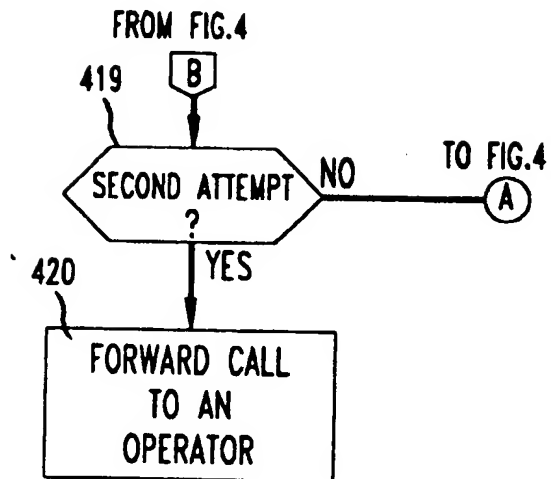 FROM FIG.4
B
419
SECOND ATTEMPT
?
NO
TO FIG.4
A
YES
420
FORWARD CALL
TO AN
OPERATOR